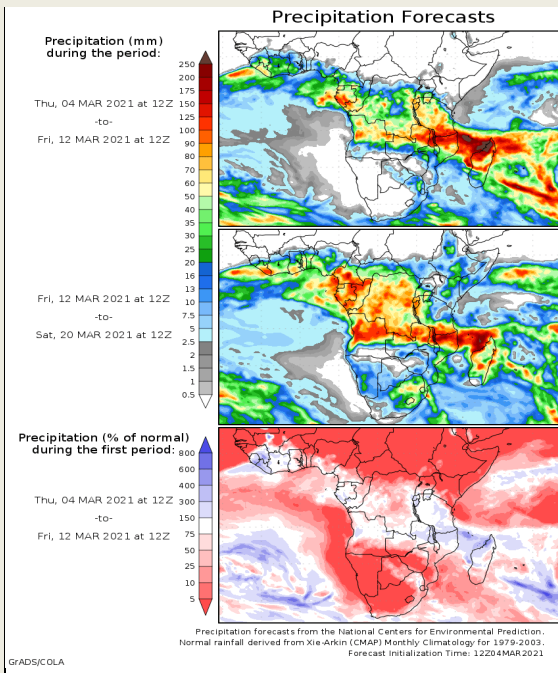 Precipitation Forecasts
Precipitation (mm)
during the period:
Thu, 04 MAR 2021 at 12Z
-to-
Fri, 12 MAR 2021 at 12Z
250
200
175
150
125
100
90
80
70
60
50
40
35
30
25
20
16
13
10
7.5
5
2.5
2
1.5
1
0.5
Fri, 12 MAR 2021 at 12Z
-to-
Sat, 20 MAR 2021 at 12Z
Precipitation (% of normal)
during the first period:
Thu, 04 MAR 2021 at 12Z
-to-
Fri, 12 MAR 2021 at 12Z
800
600
400
300
150
75
50
25
10
5
Precipitation forecasts from the National Centers for Environmental Prediction.
Normal rainfall derived from Xie-Arkin (CMAP) Monthly Climatology for 1979-2003.
Forecast Initialization Time: 12Z04MAR2021
GrADS/COLA